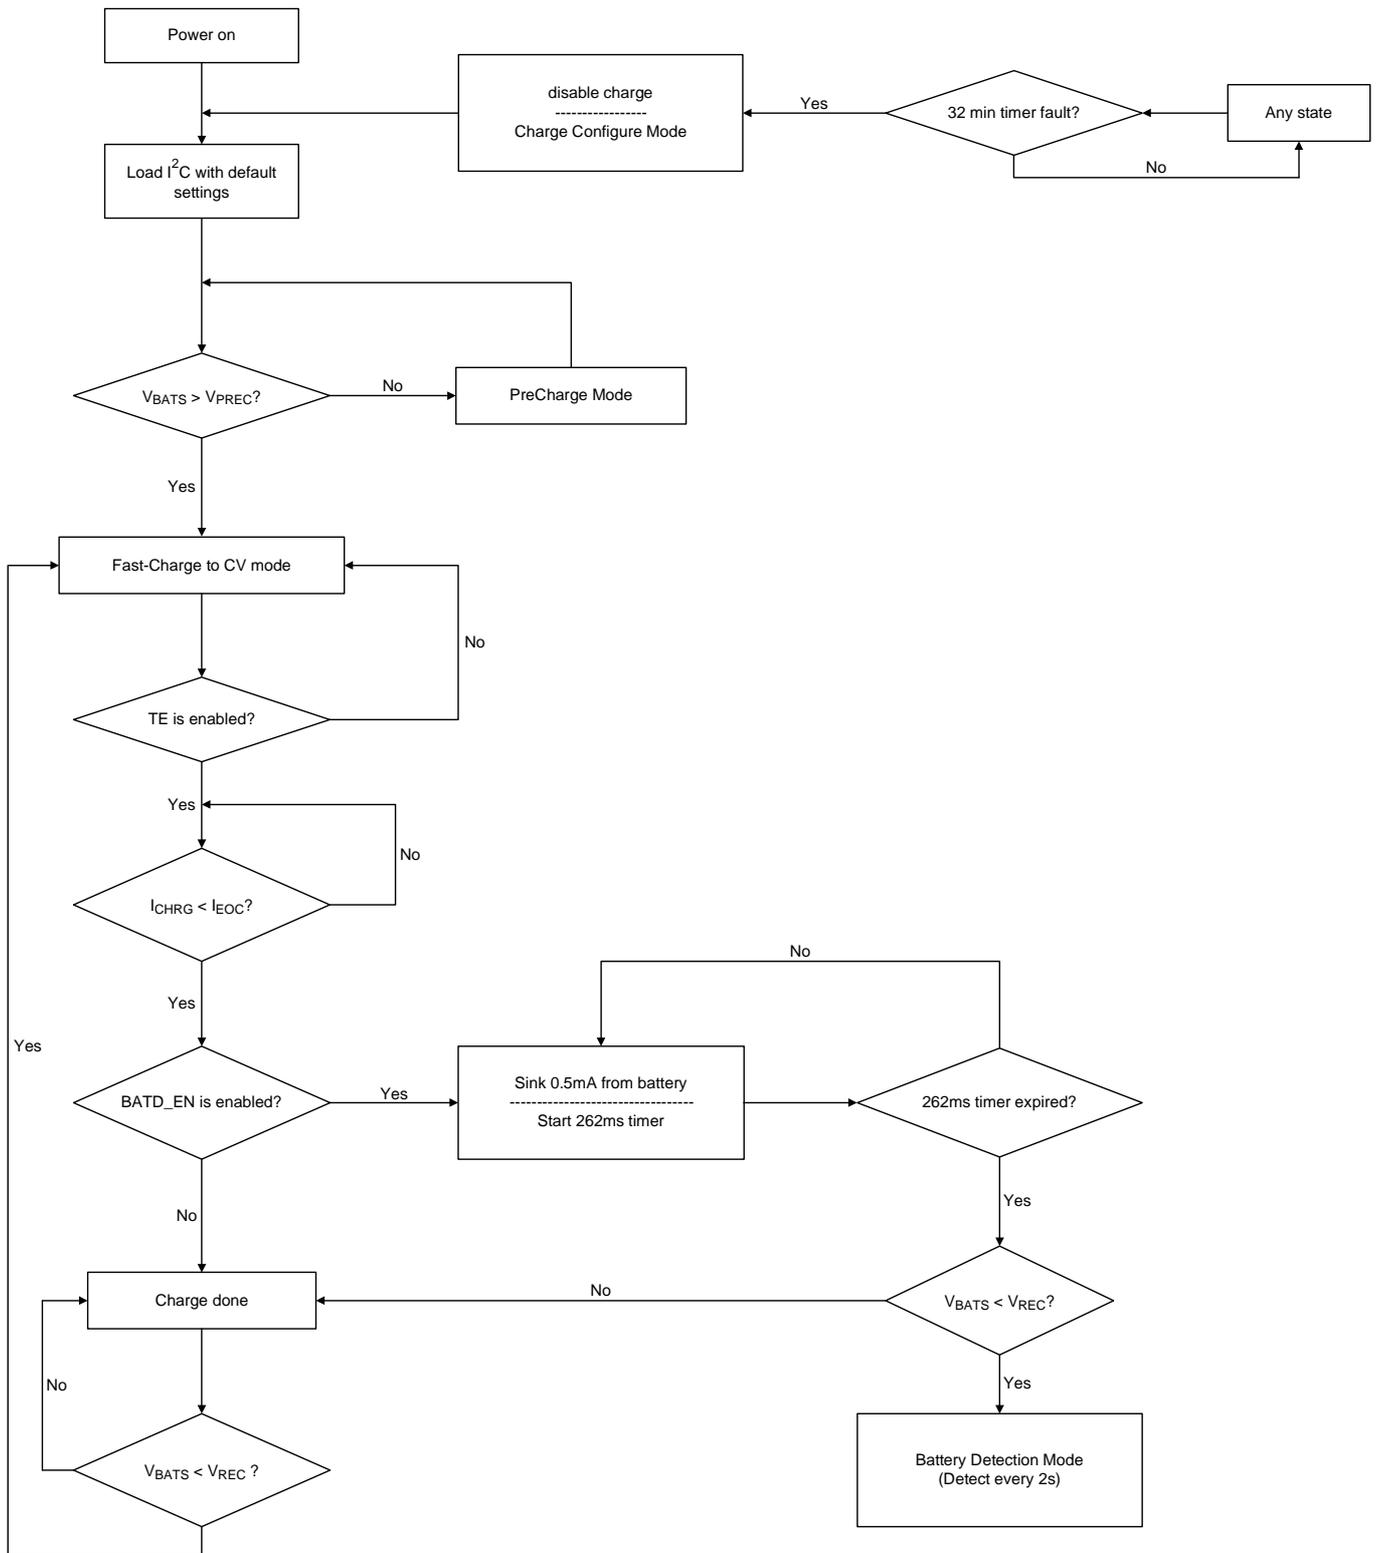 Power on
disable charge
-----------------
Charge Configure Mode
Yes
32 min timer fault?
Any state
No
Load I2C with default
settings
VBATS > VPREC?
No
PreCharge Mode
Yes
Fast-Charge to CV mode
No
TE is enabled?
Yes
No
ICHRG < IEOC?
No
Yes
Yes
BATD_EN is enabled?
Yes
Sink 0.5mA from battery
----------------------------------
Start 262ms timer
262ms timer expired?
Yes
No
Charge done
No
VBATS < VREC?
No
Yes
VBATS < VREC ?
Battery Detection Mode
(Detect every 2s)